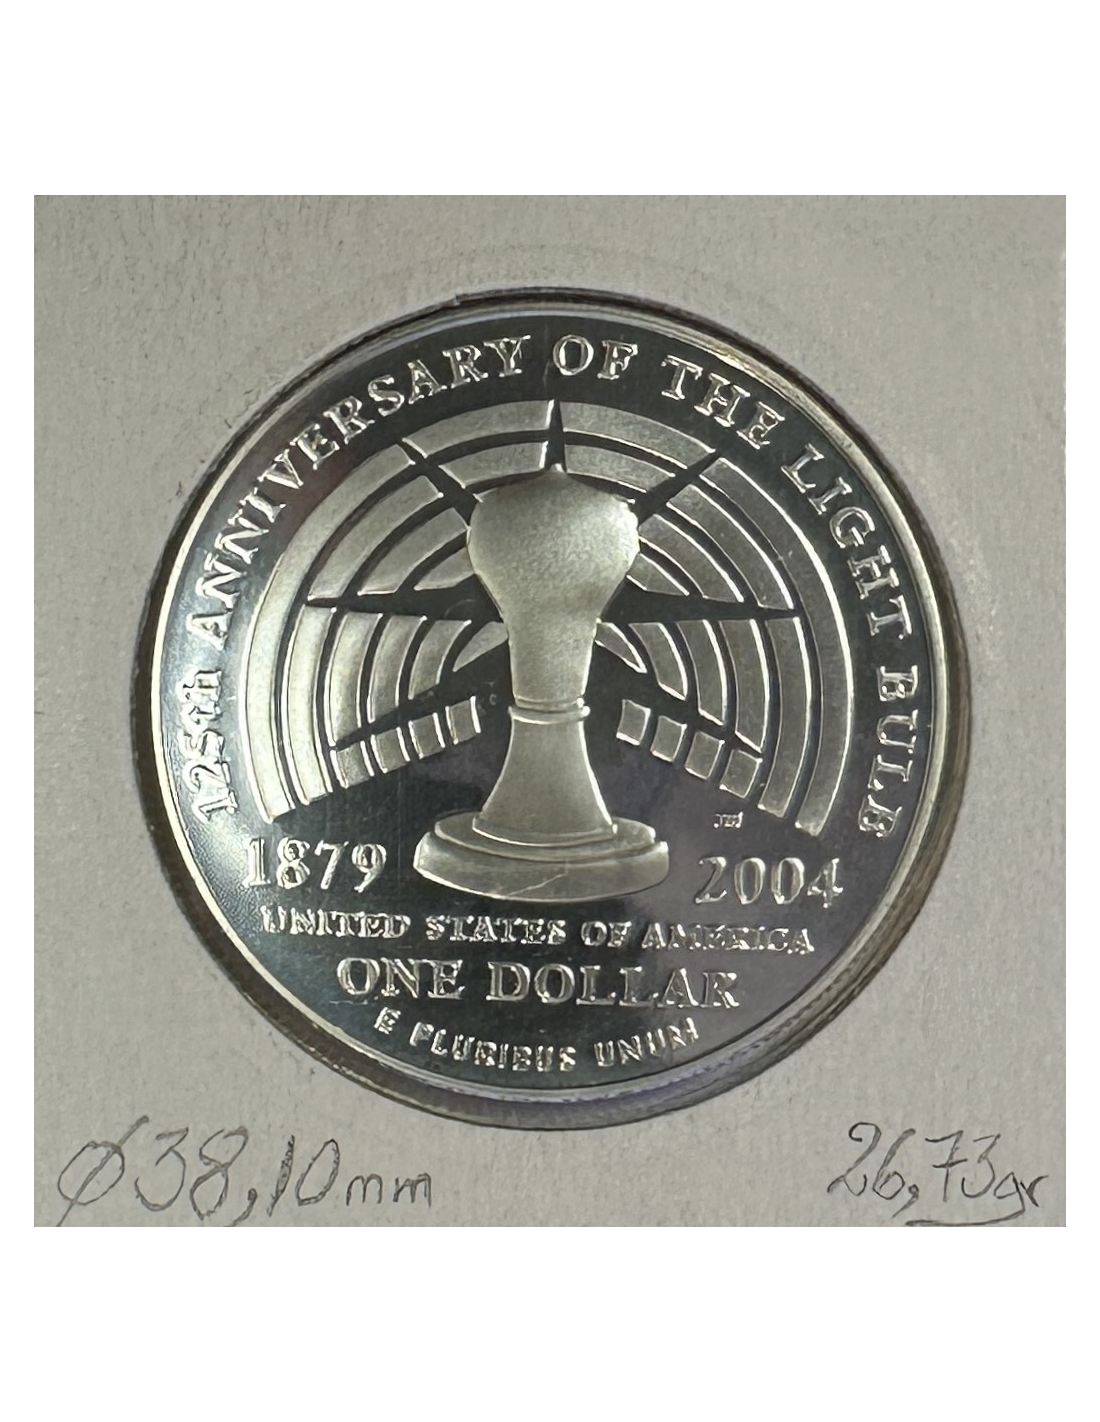 125th ANNIVERSARY OF THE LIGHT BULB
1879 2004
UNITED STATES OF AMERICA
ONE DOLLAR
E PLURIBUS UNUM
Ø38,10mm 26,73gr